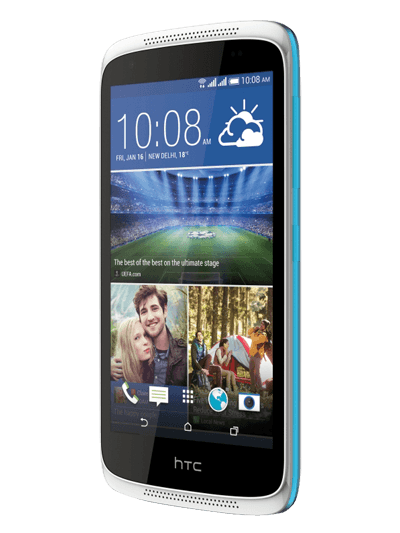 10:08 AM
10:08 AM
FRI, JAN 16 | NEW DELHI, 18°
The best of the best on the ultimate stage
UEFA.com
hTC